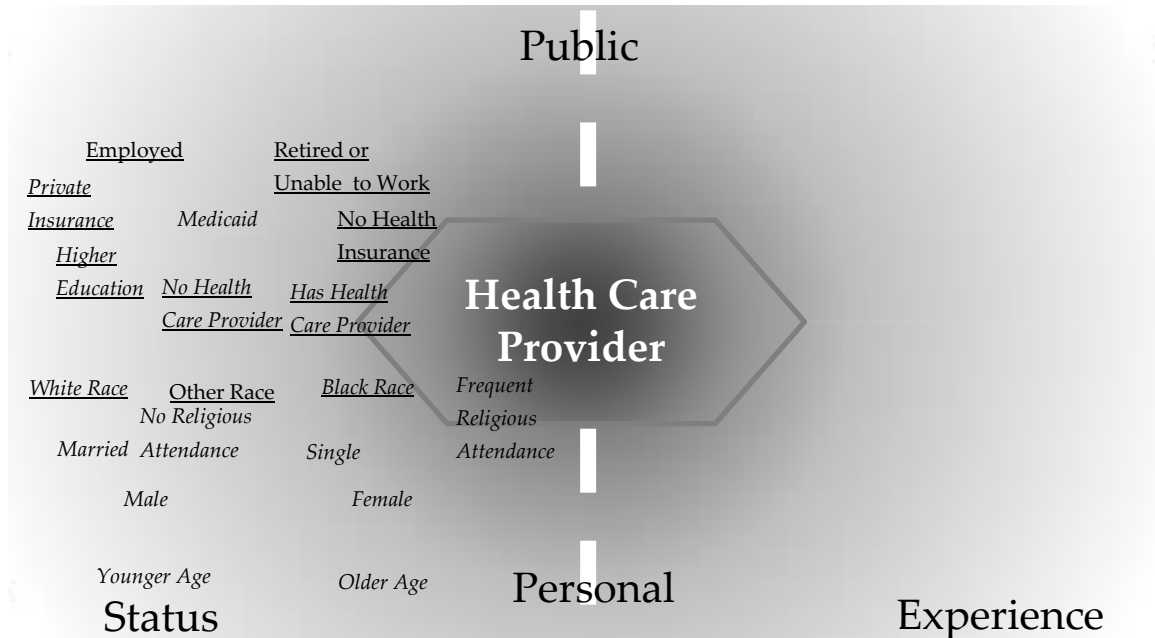 Public
Employed
Retired or
Unable to Work
Private
Insurance
Medicaid
No Health
Insurance
Higher
Education
No Health
Care Provider
Has Health
Care Provider
Health Care
Provider
White Race
Other Race
Black Race
Frequent
Religious
Attendance
No Religious
Attendance
Married
Single
Male
Female
Younger Age
Older Age
Personal
Status
Experience